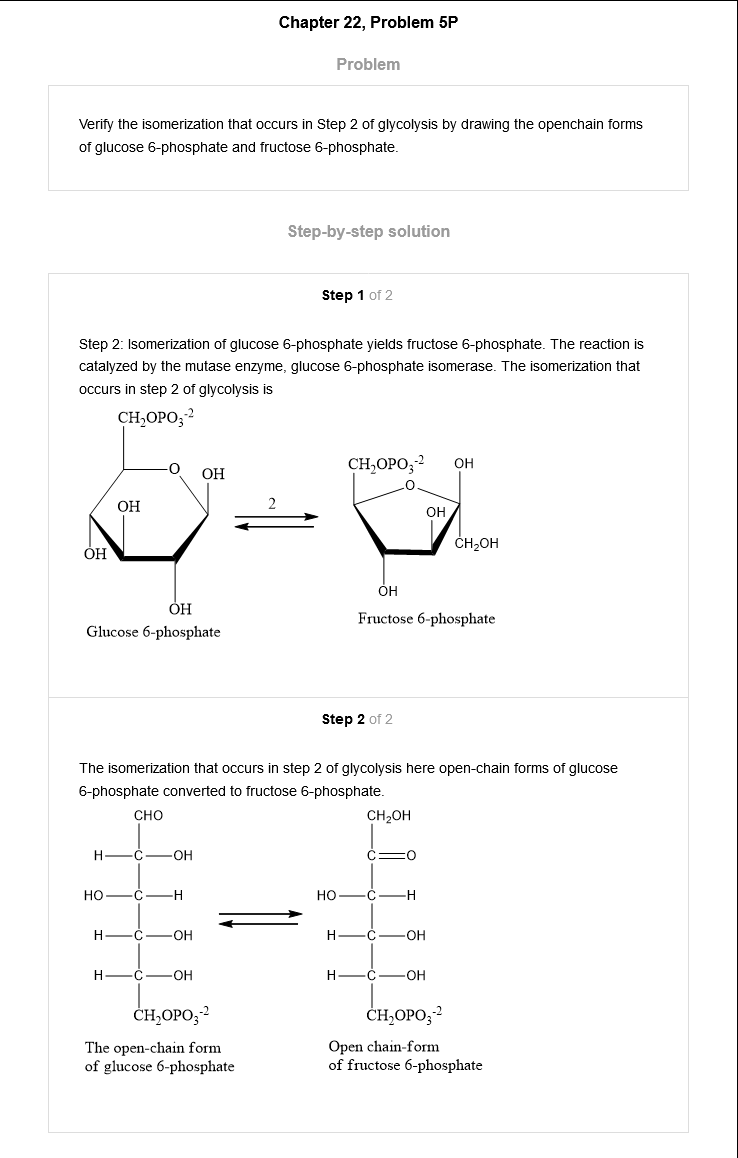 Chapter 22, Problem 5P
Problem
Verify the isomerization that occurs in Step 2 of glycolysis by drawing the openchain forms
of glucose 6-phosphate and fructose 6-phosphate.
Step-by-step solution
Step 1 of 2
Step 2: Isomerization of glucose 6-phosphate yields fructose 6-phosphate. The reaction is
catalyzed by the mutase enzyme, glucose 6-phosphate isomerase. The isomerization that
occurs in step 2 of glycolysis is
CH₂OPO₃⁻²
O OH
OH
OH
OH
Glucose 6-phosphate
2
CH₂OPO₃⁻² OH
O
OH
CH₂OH
OH
Fructose 6-phosphate
Step 2 of 2
The isomerization that occurs in step 2 of glycolysis here open-chain forms of glucose
6-phosphate converted to fructose 6-phosphate.
CHO
H C OH
HO C H
H C OH
H C OH
CH₂OPO₃⁻²
The open-chain form
of glucose 6-phosphate
CH₂OH
C O
HO C H
H C OH
H C OH
CH₂OPO₃⁻²
Open chain-form
of fructose 6-phosphate